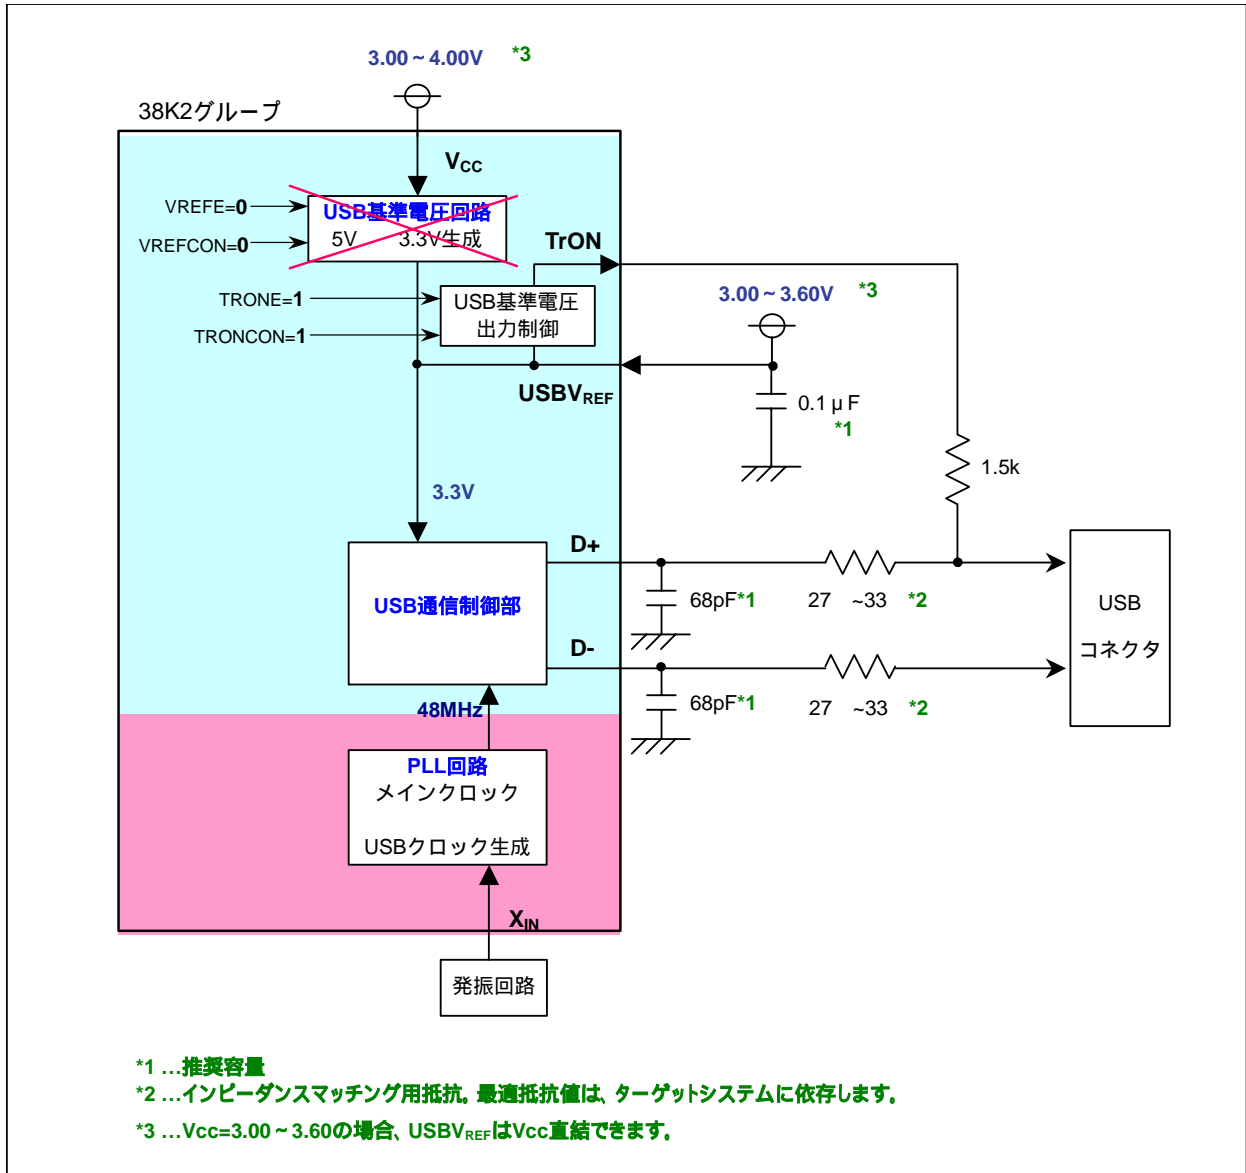 3.00～4.00V *3
38K2グループ
VCC
VREFE=0
USB基準電圧回路
VREFCON=0
5V 3.3V生成
TrON
TRONE=1
USB基準電圧
出力制御
TRONCON=1
3.00～3.60V *3
USBVREF
0.1μF
*1
1.5k
3.3V
D+
USB通信制御部
68pF*1
27 ~33 *2
USB
コネクタ
D-
68pF*1
27 ~33 *2
48MHz
PLL回路
メインクロック
USBクロック生成
XIN
発振回路
*1 …推奨容量
*2 …インピーダンスマッチング用抵抗。最適抵抗値は、ターゲットシステムに依存します。
*3 …Vcc=3.00～3.60の場合、USBVREFはVcc直結できます。